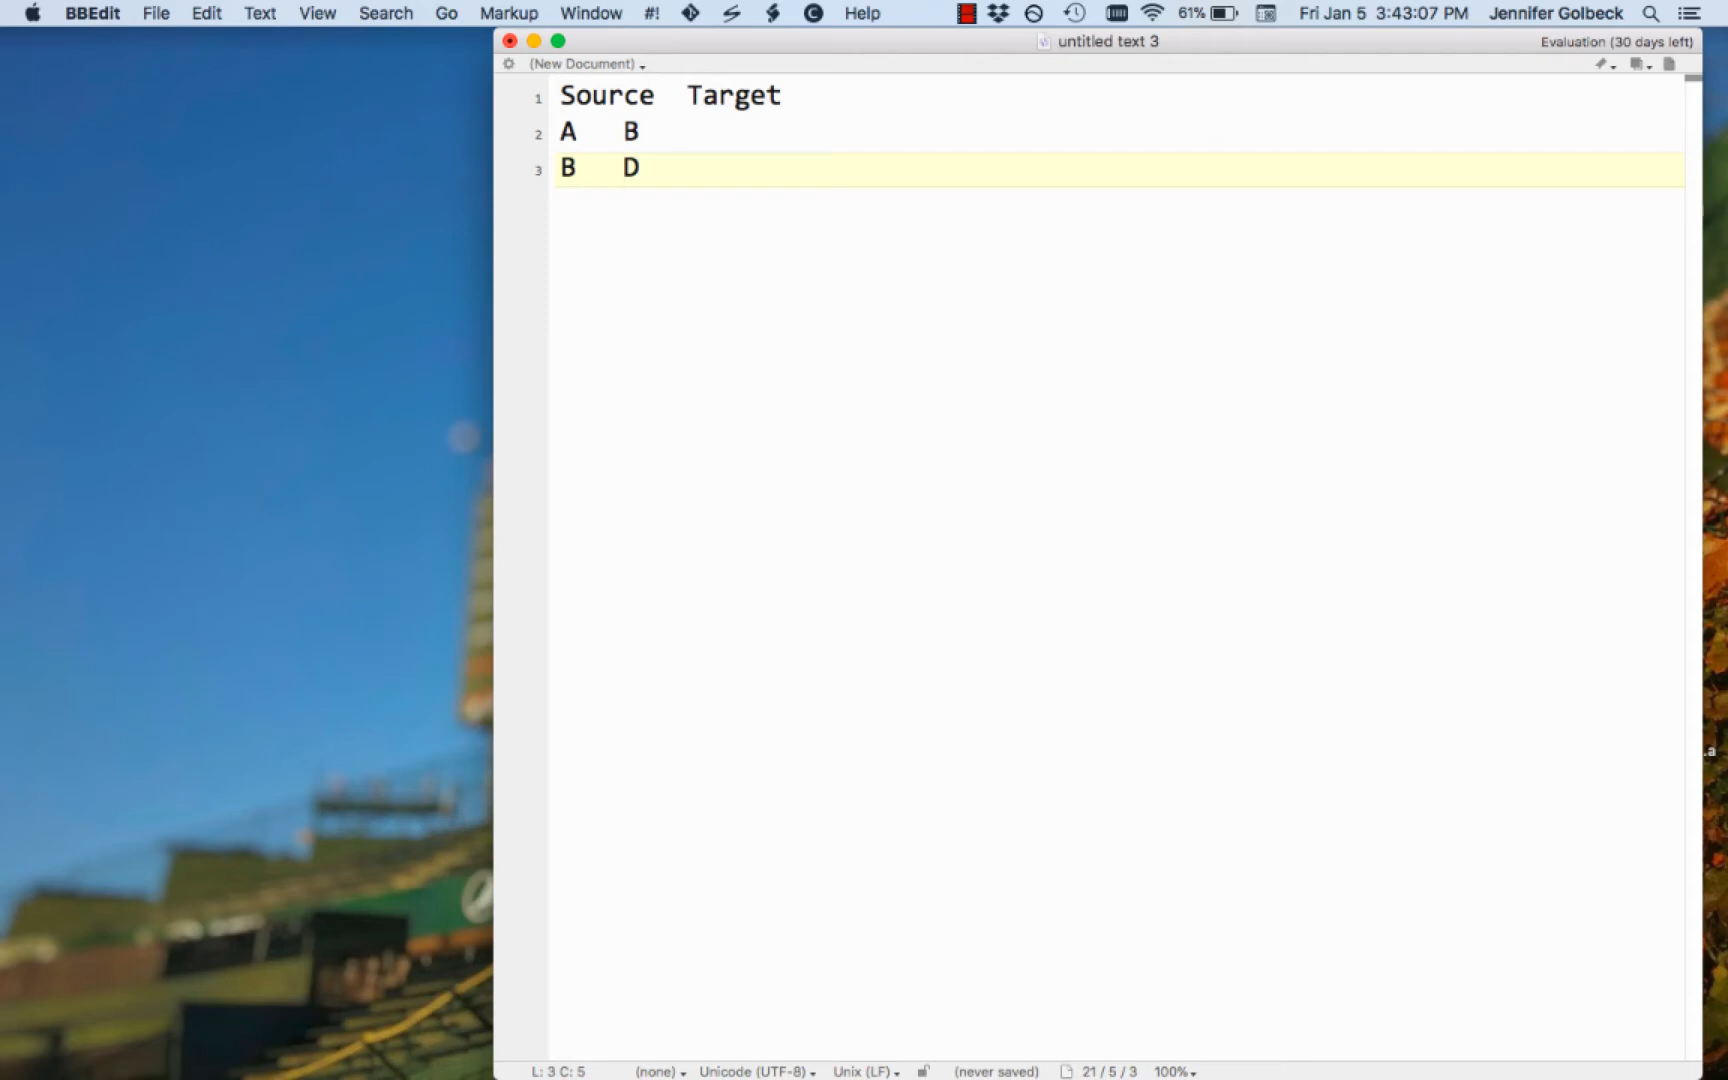 BBEdit File Edit Text View Search Go Markup Window #! Help 61% Fri Jan 5 3:43:07 PM Jennifer Golbeck
untitled text 3 Evaluation (30 days left)
(New Document)
1 Source Target
2 A B
3 B D
.a
L: 3 C: 5 (none) Unicode (UTF-8) Unix (LF) (never saved) 21 / 5 / 3 100%